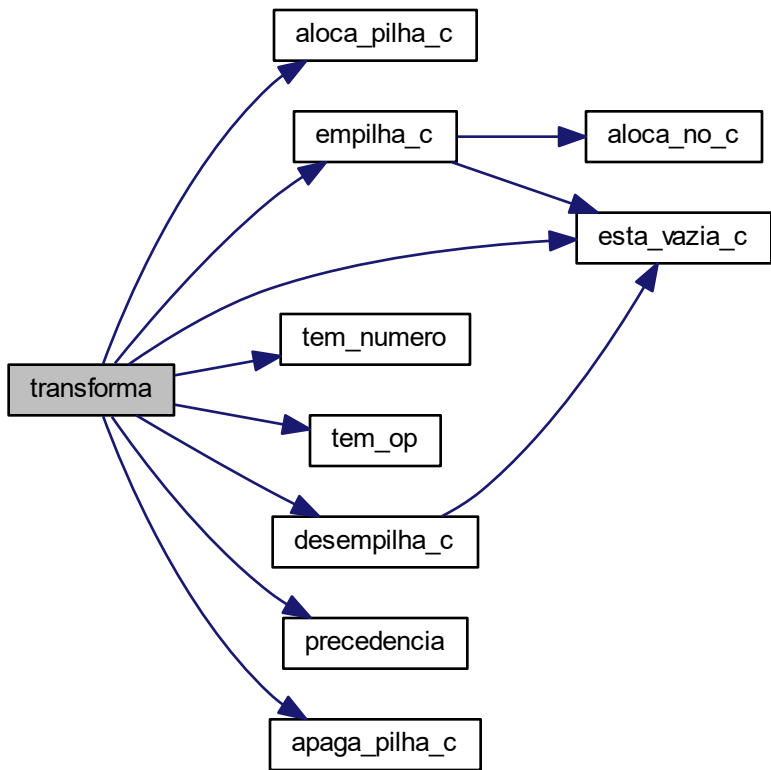 aloca_pilha_c
empilha_c
aloca_no_c
esta_vazia_c
tem_numero
transforma
tem_op
desempilha_c
precedencia
apaga_pilha_c